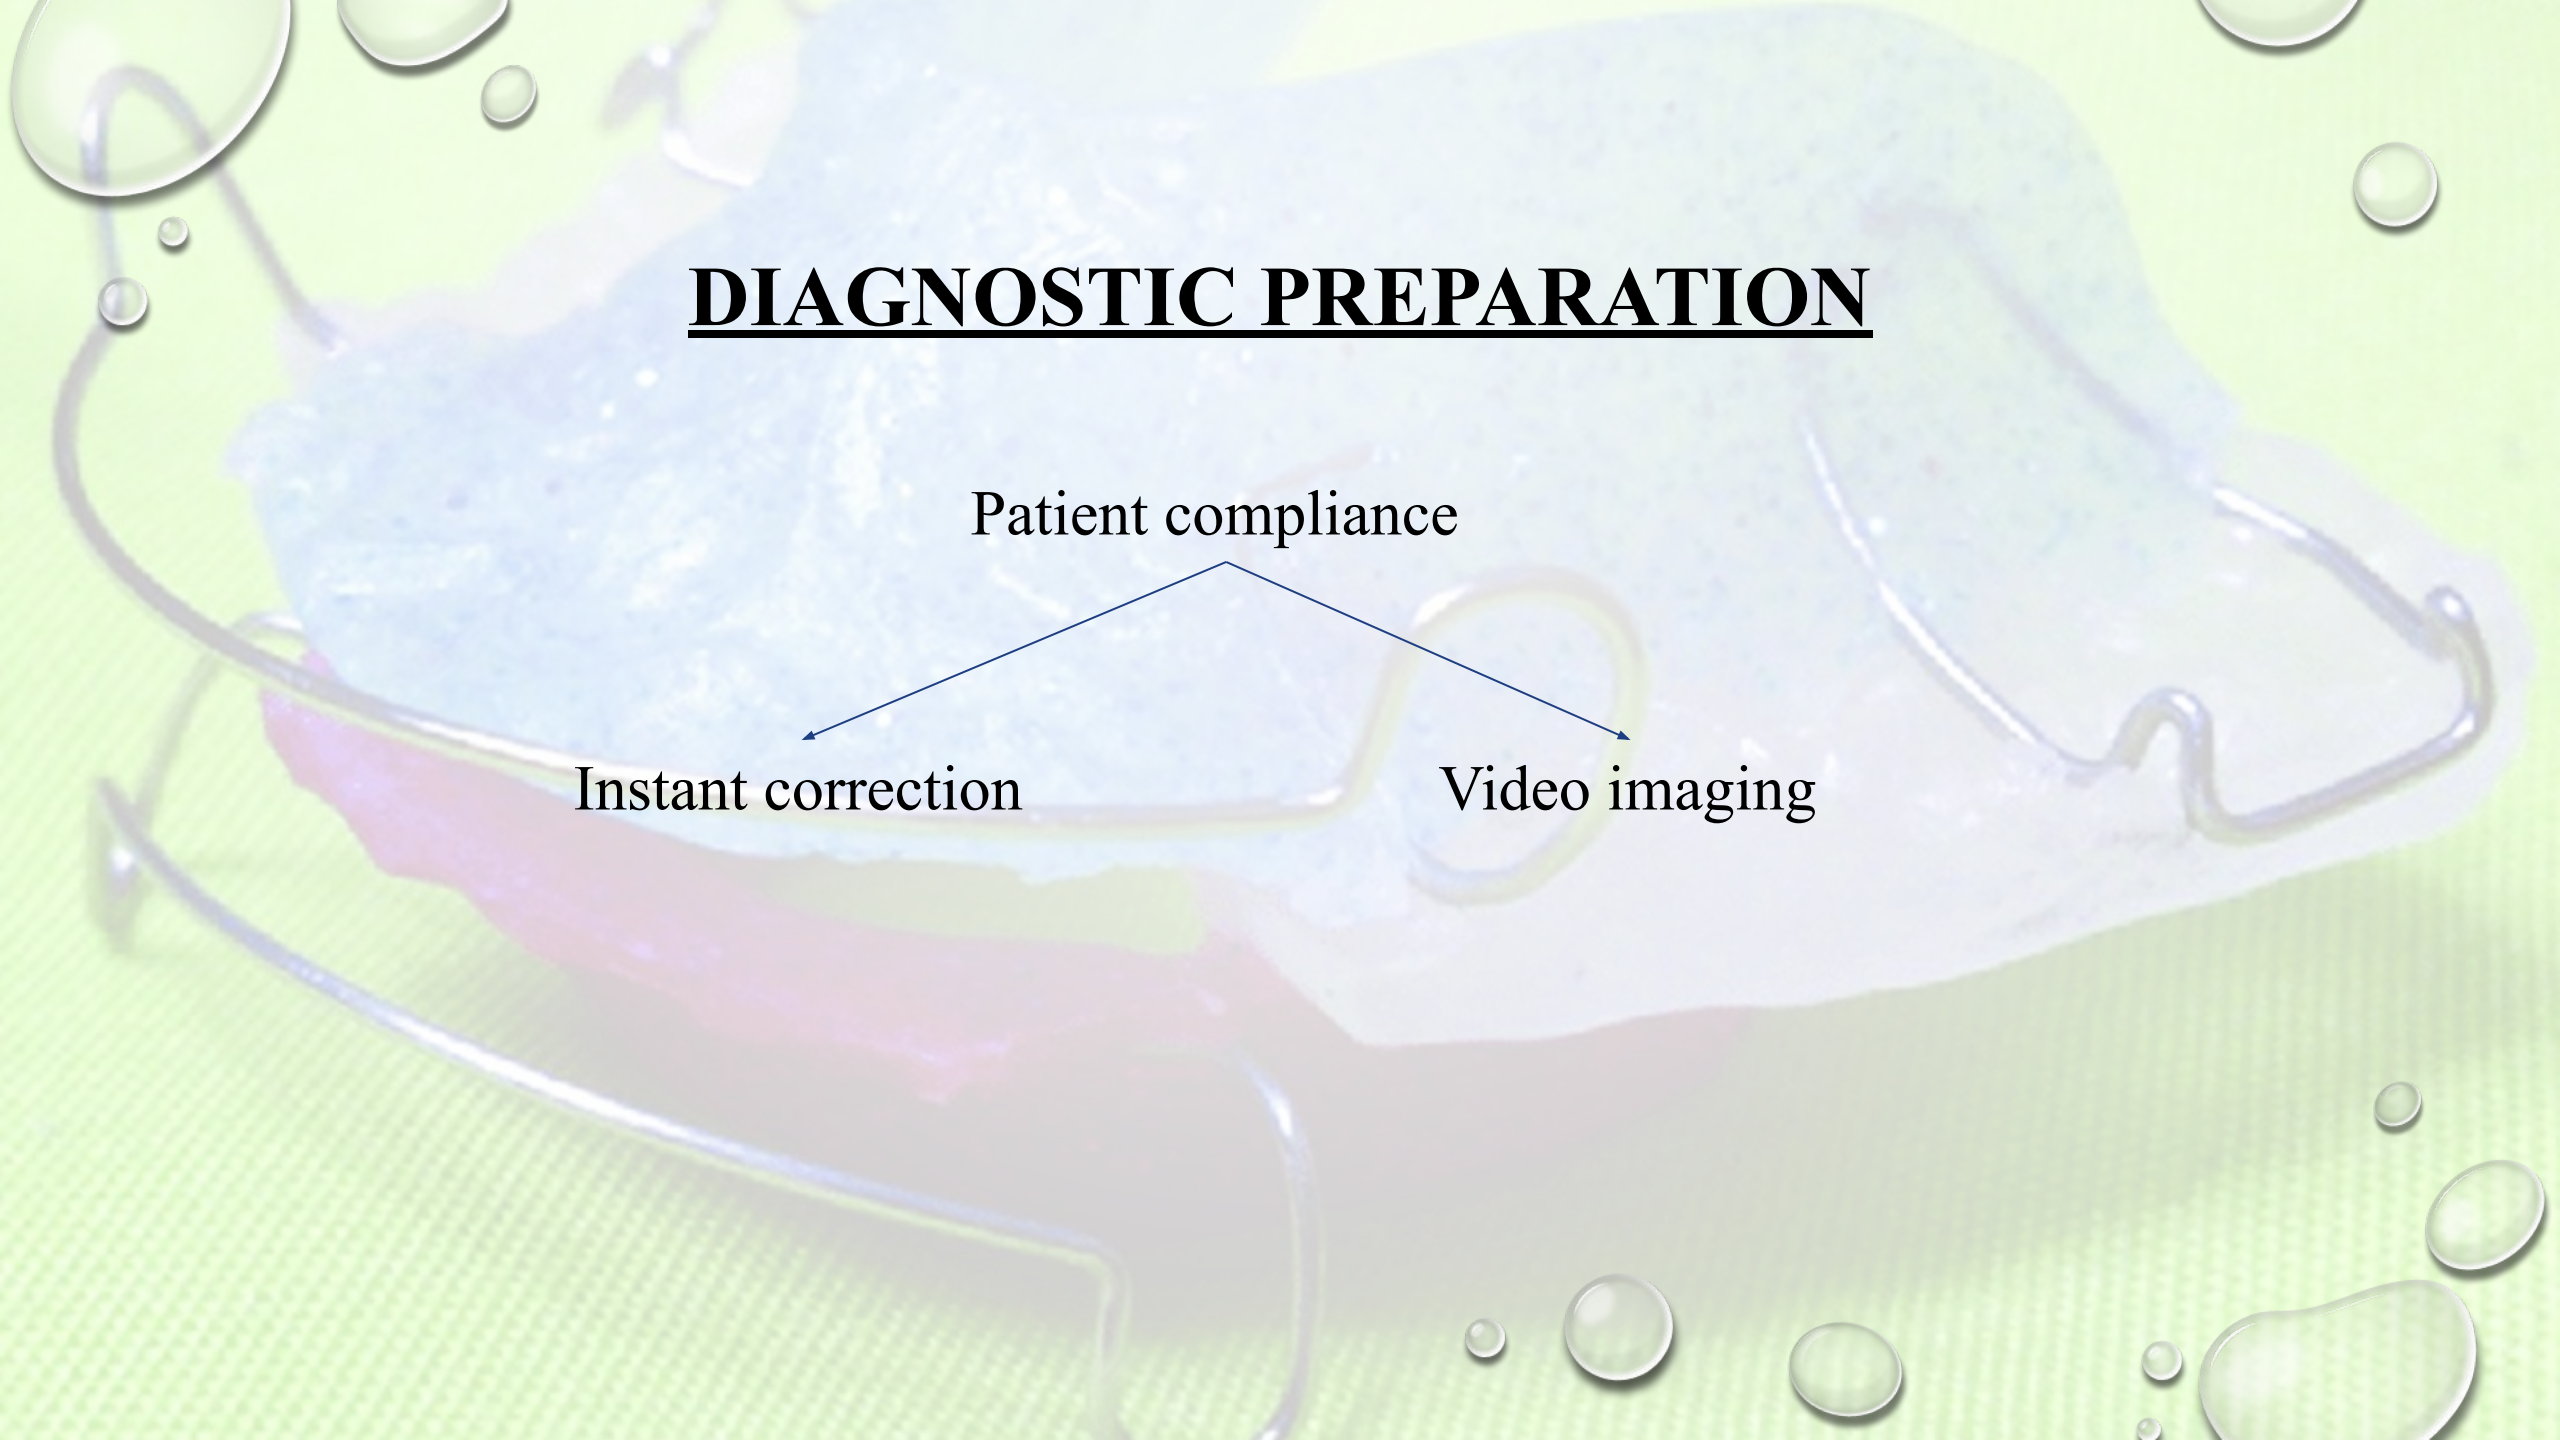 DIAGNOSTIC PREPARATION
Patient compliance
Instant correction
Video imaging